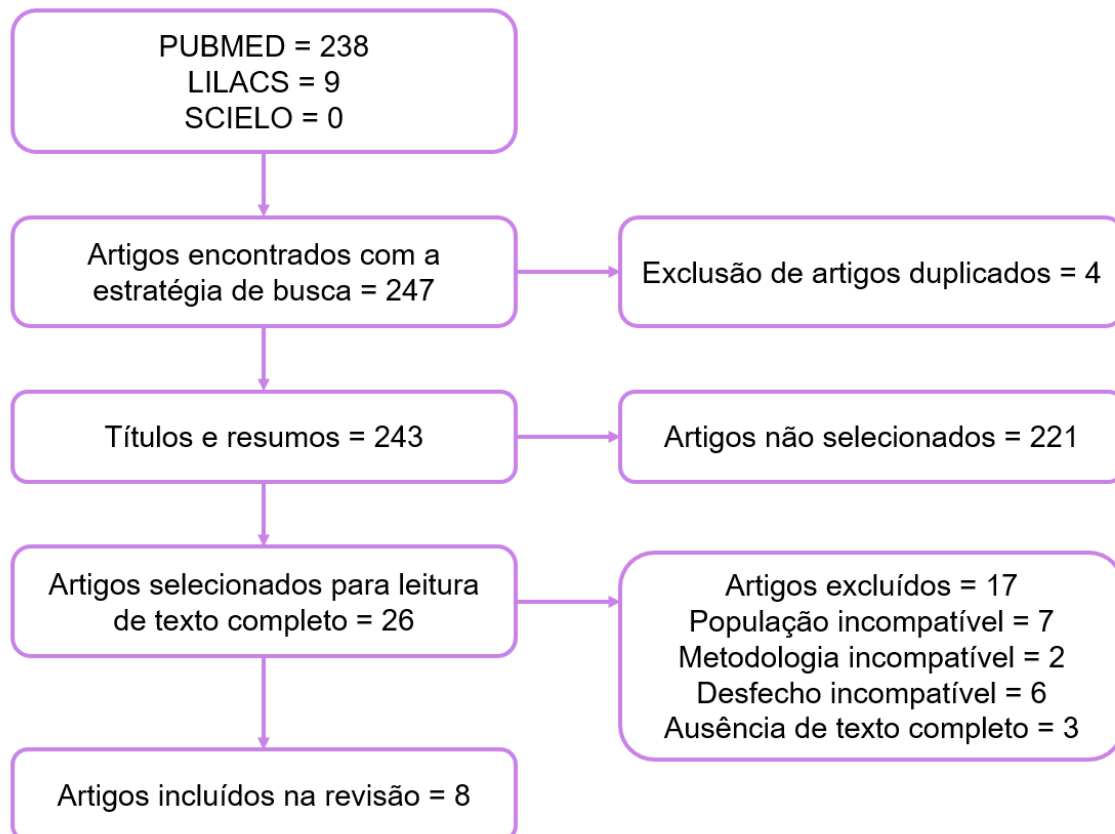 PUBMED = 238
LILACS = 9
SCIELO = 0
Artigos encontrados com a
estratégia de busca = 247
Exclusão de artigos duplicados = 4
Títulos e resumos = 243
Artigos não selecionados = 221
Artigos selecionados para leitura
de texto completo = 26
Artigos excluídos = 17
População incompatível = 7
Metodologia incompatível = 2
Desfecho incompatível = 6
Ausência de texto completo = 3
Artigos incluídos na revisão = 8